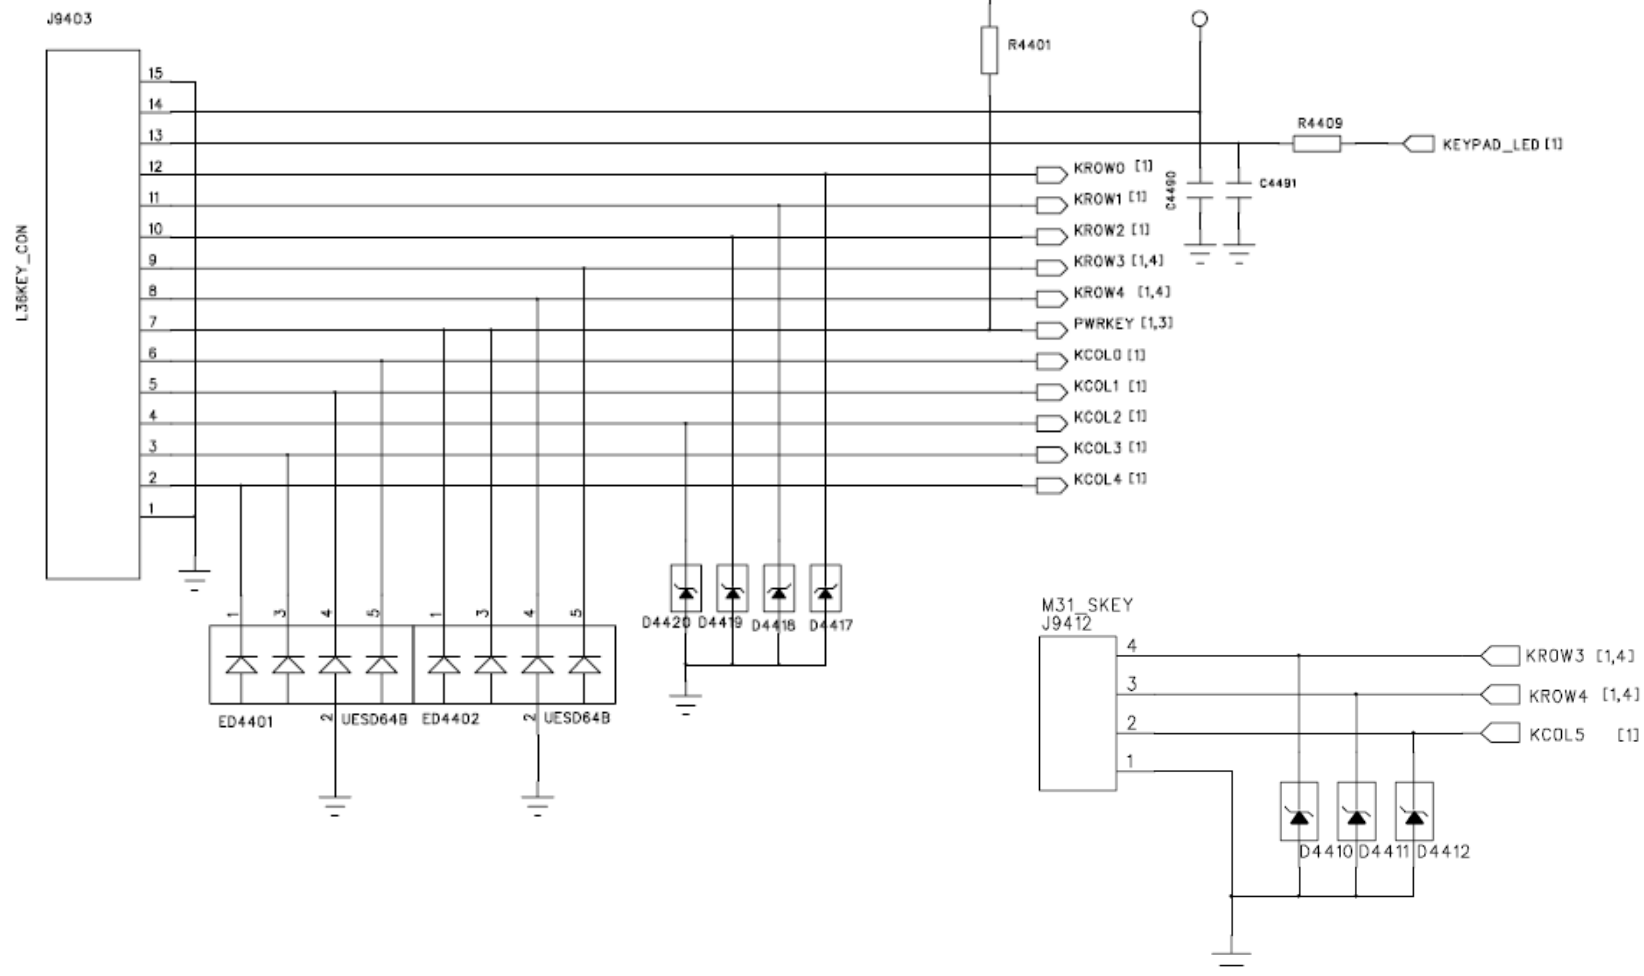 J9403
R4401
L36KEY_CON
15
14
13
12
11
10
9
8
7
6
5
4
3
2
1
R4409
KEYPAD_LED [1]
KROW0 [1]
KROW1 [1]
KROW2 [1]
KROW3 [1,4]
KROW4 [1,4]
PWRKEY [1,3]
KCOL0 [1]
KCOL1 [1]
KCOL2 [1]
KCOL3 [1]
KCOL4 [1]
C4490
C4491
1 3 4 5 1 3 4 5
ED4401 2 UESD64B ED4402 2 UESD64B
D4420 D4419 D4418 D4417
M31_SKEY
J9412
4
3
2
1
KROW3 [1,4]
KROW4 [1,4]
KCOL5 [1]
D4410 D4411 D4412